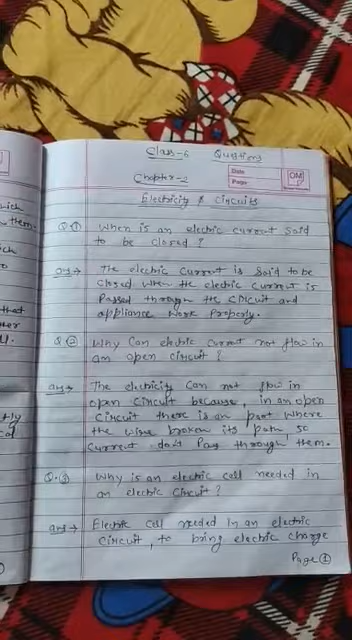 Class-6 Questions
Chapter-
Date
Page
OM
Electricity & Circuits
Q.① When is an electric current said
to be closed?
ans→ The electric current is said to be
closed when the electric current is
passed through the circuit and
appliance work properly.
Q.② Why Can electric current not flow in
an open circuit?
ans→ The electricity can not flow in
open circuit because, in an open
circuit there is an part where
the wire broken its path so
current don't pass through them.
Q.③ Why is an electric cell needed in
an electric circuit?
ans→ Electric cell needed in an electric
circuit, to bring electric charge
Page ①